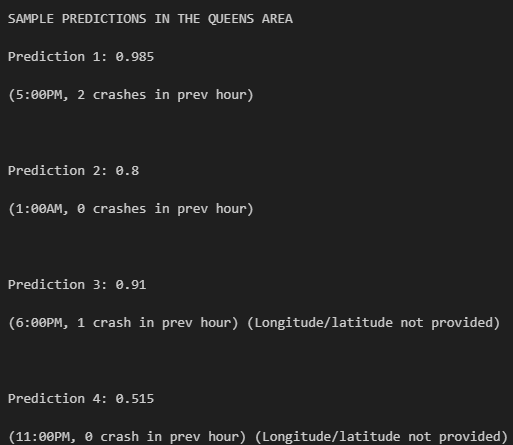 SAMPLE PREDICTIONS IN THE QUEENS AREA
Prediction 1: 0.985
(5:00PM, 2 crashes in prev hour)
Prediction 2: 0.8
(1:00AM, 0 crashes in prev hour)
Prediction 3: 0.91
(6:00PM, 1 crash in prev hour) (Longitude/latitude not provided)
Prediction 4: 0.515
(11:00PM, 0 crash in prev hour) (Longitude/latitude not provided)